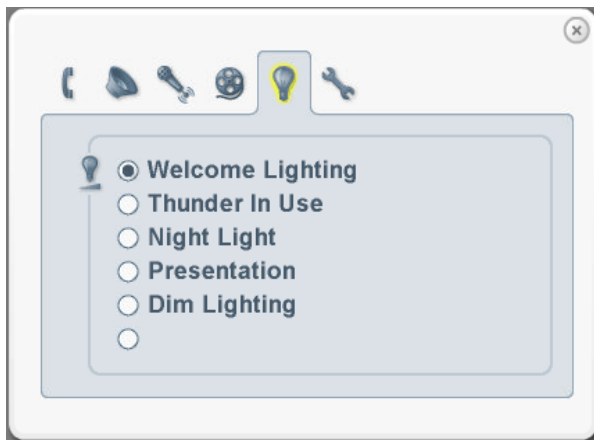 Welcome Lighting
Thunder In Use
Night Light
Presentation
Dim Lighting